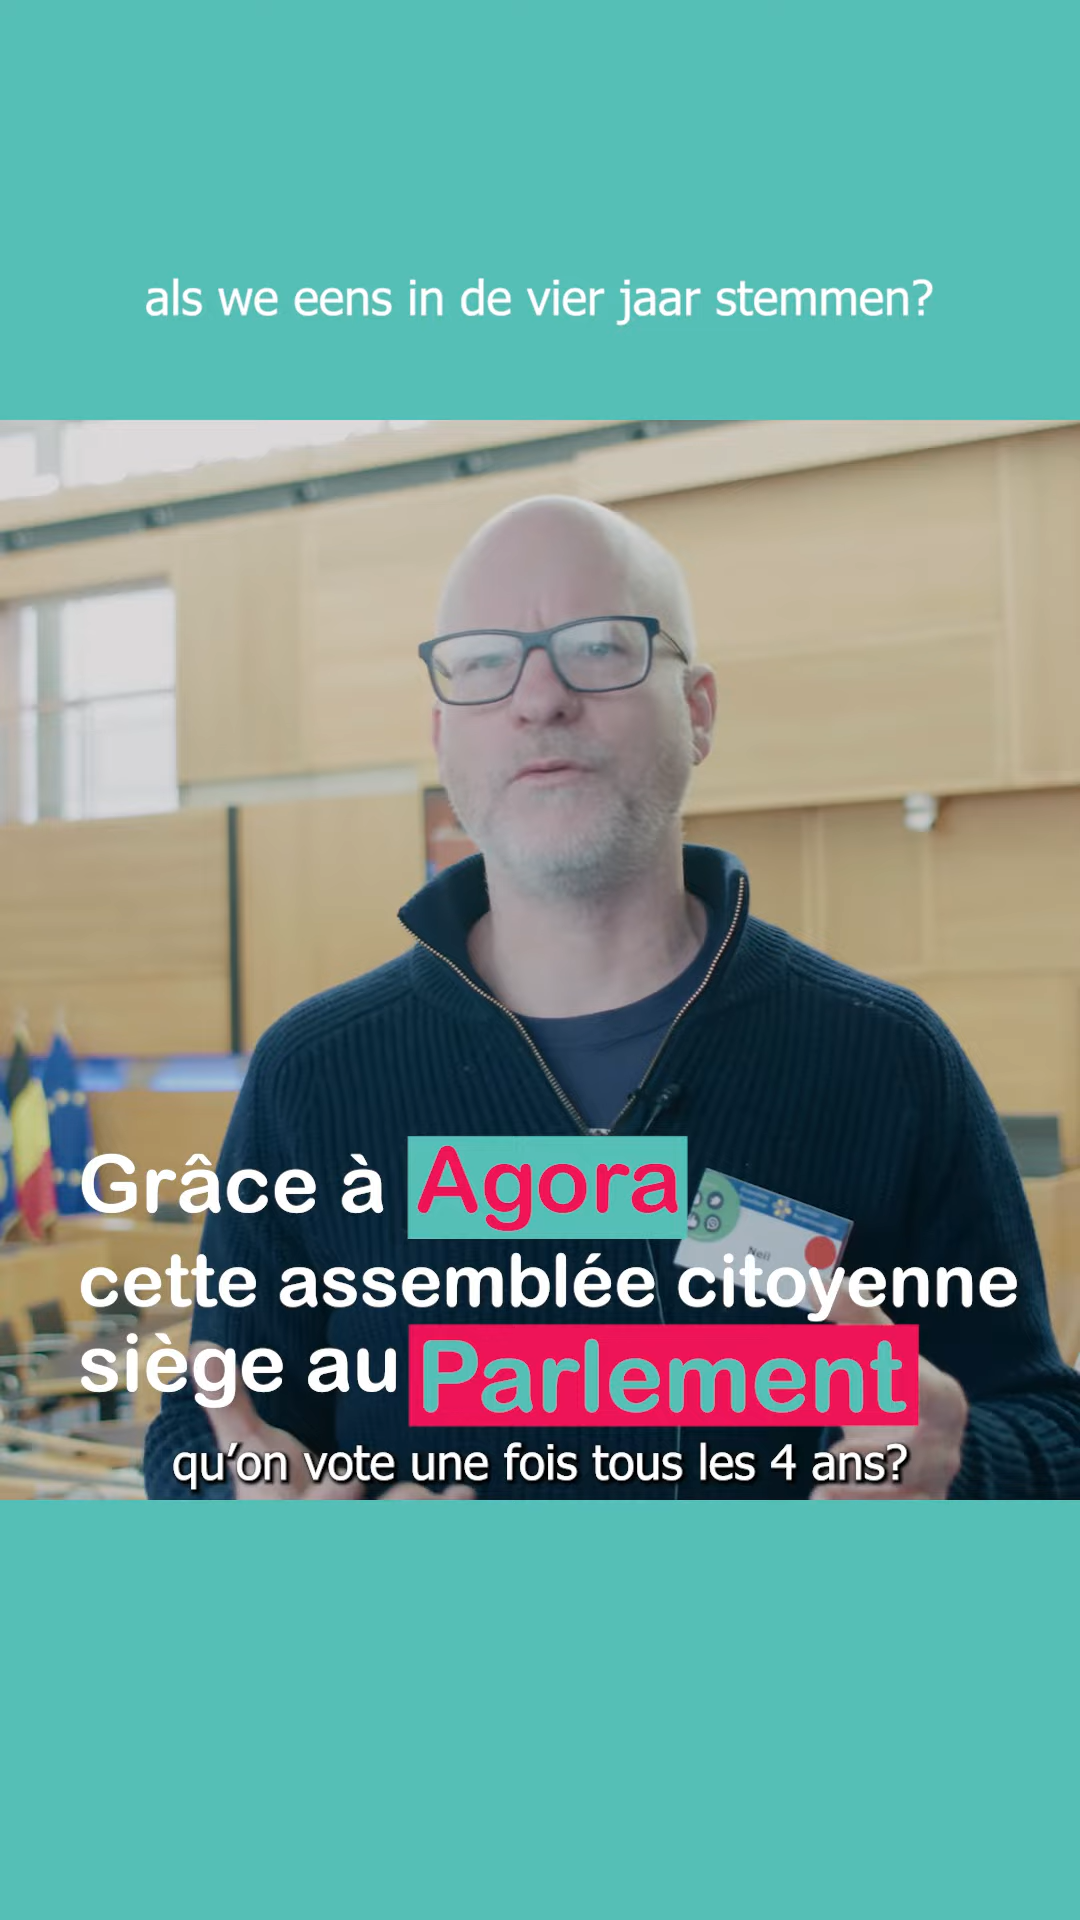 als we eens in de vier jaar stemmen?
Neil
Grâce à Agora
cette assemblée citoyenne
siège au Parlement
qu'on vote une fois tous les 4 ans?